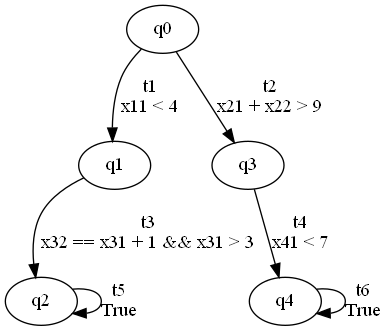 q0
t1
x11 < 4
t2
x21 + x22 > 9
q1
q3
t3
x32 == x31 + 1 && x31 > 3
t4
x41 < 7
q2
t5
True
q4
t6
True